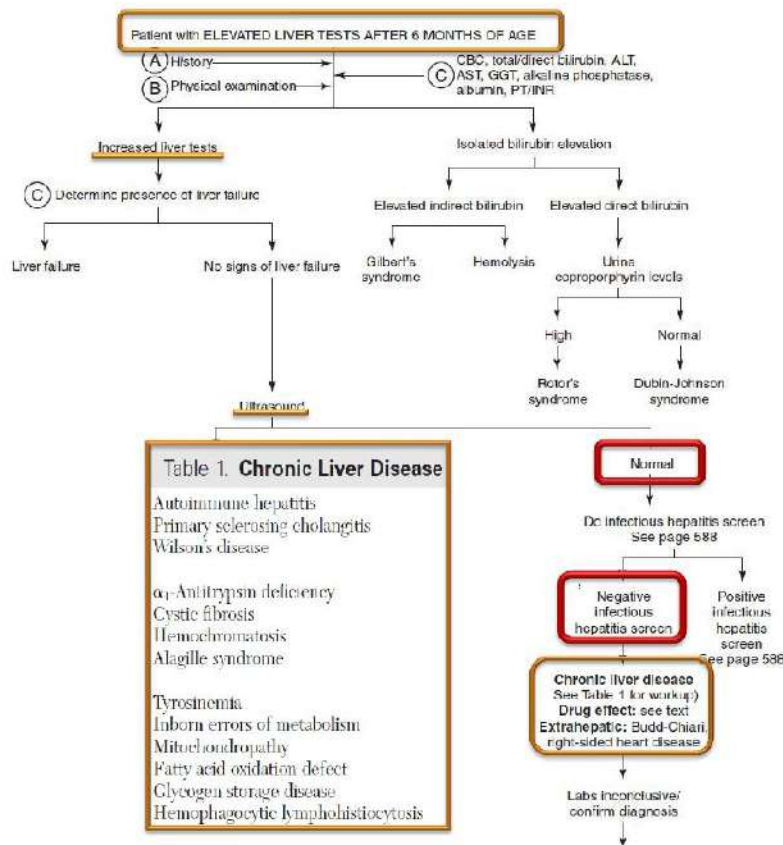 Patient with ELEVATED LIVER TESTS AFTER 6 MONTHS OF AGE
A History
B Physical examination
C CBC, total/direct bilirubin, ALT,
AST, GGT, alkaline phosphatase,
albumin, PT/INR
Increased liver tests
Isolated bilirubin elevation
C Determine presence of liver failure
Elevated indirect bilirubin
Elevated direct bilirubin
Liver failure
No signs of liver failure
Gilbert's
syndrome
Hemolysis
Urine
coproporphyrin levels
High
Normal
Rotor's
syndrome
Dubin-Johnson
syndrome
Ultrasound
Table 1. Chronic Liver Disease
Autoimmune hepatitis
Primary sclerosing cholangitis
Wilson's disease
α₁-Antitrypsin deficiency
Cystic fibrosis
Hemochromatosis
Alagille syndrome
Tyrosinemia
Inborn errors of metabolism
Mitochondropathy
Fatty acid oxidation defect
Glycogen storage disease
Hemophagocytic lymphohistiocytosis
Normal
Do infectious hepatitis screen
See page 588
Negative
infectious
hepatitis screen
Positive
infectious
hepatitis
screen
See page 588
Chronic liver disease
See Table 1 for workup)
Drug effect: see text
Extrahepatic: Budd-Chiari,
right-sided heart disease
Labs inconclusive/
confirm diagnosis